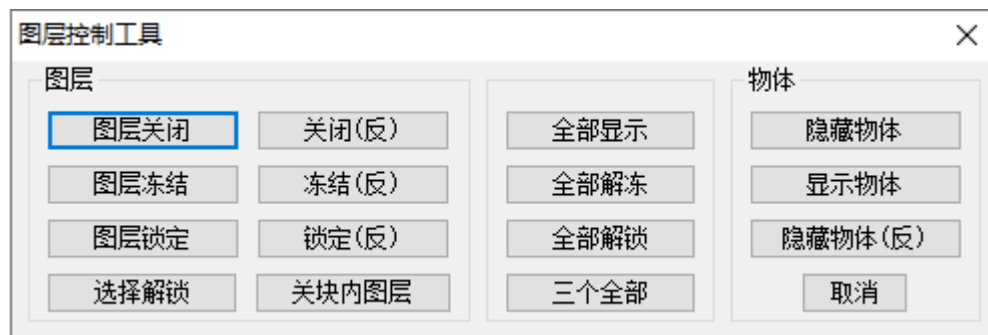 图层控制工具
图层 物体
图层关闭 关闭(反) 全部显示 隐藏物体
图层冻结 冻结(反) 全部解冻 显示物体
图层锁定 锁定(反) 全部解锁 隐藏物体(反)
选择解锁 关块内图层 三个全部 取消